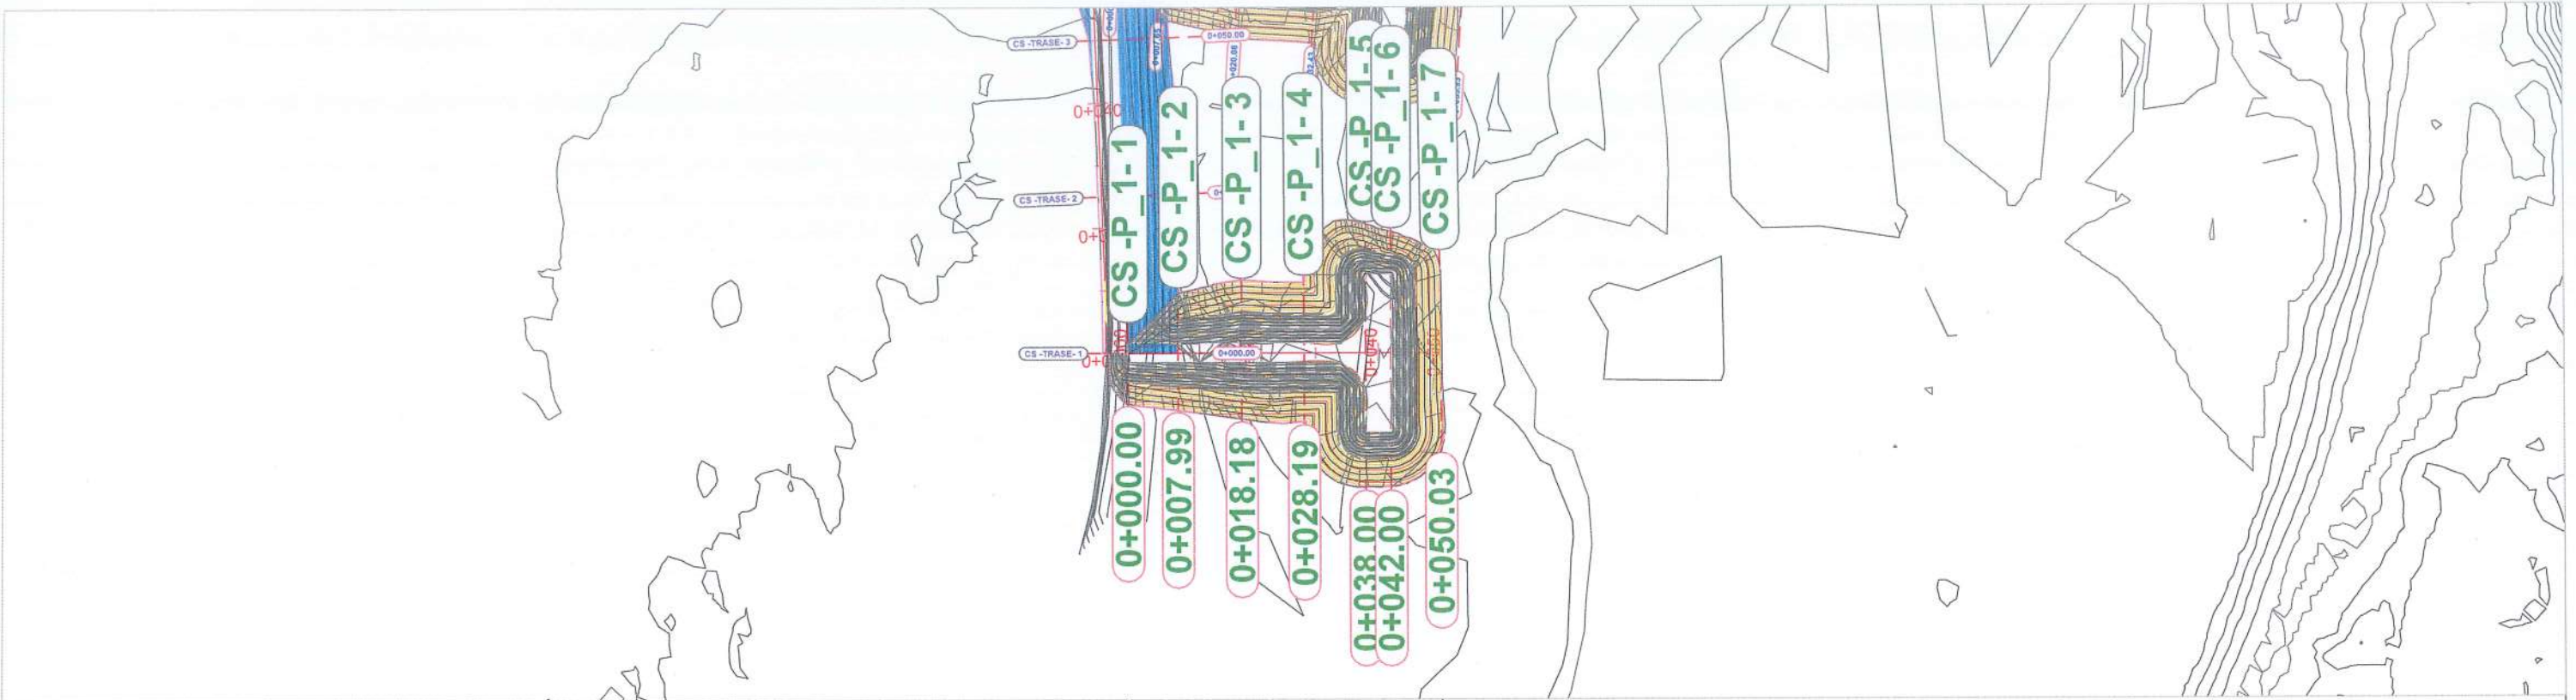 CS -TRASE- 3
0+050.00
0+040
CS -TRASE- 2
CS -TRASE- 1
0+000.00
0+040
CS -P_1- 1
CS -P_1- 2
CS -P_1- 3
CS -P_1- 4
CS -P_1- 5
CS -P_1- 6
CS -P_1- 7
0+000.00
0+007.99
0+018.18
0+028.19
0+038.00
0+042.00
0+050.03